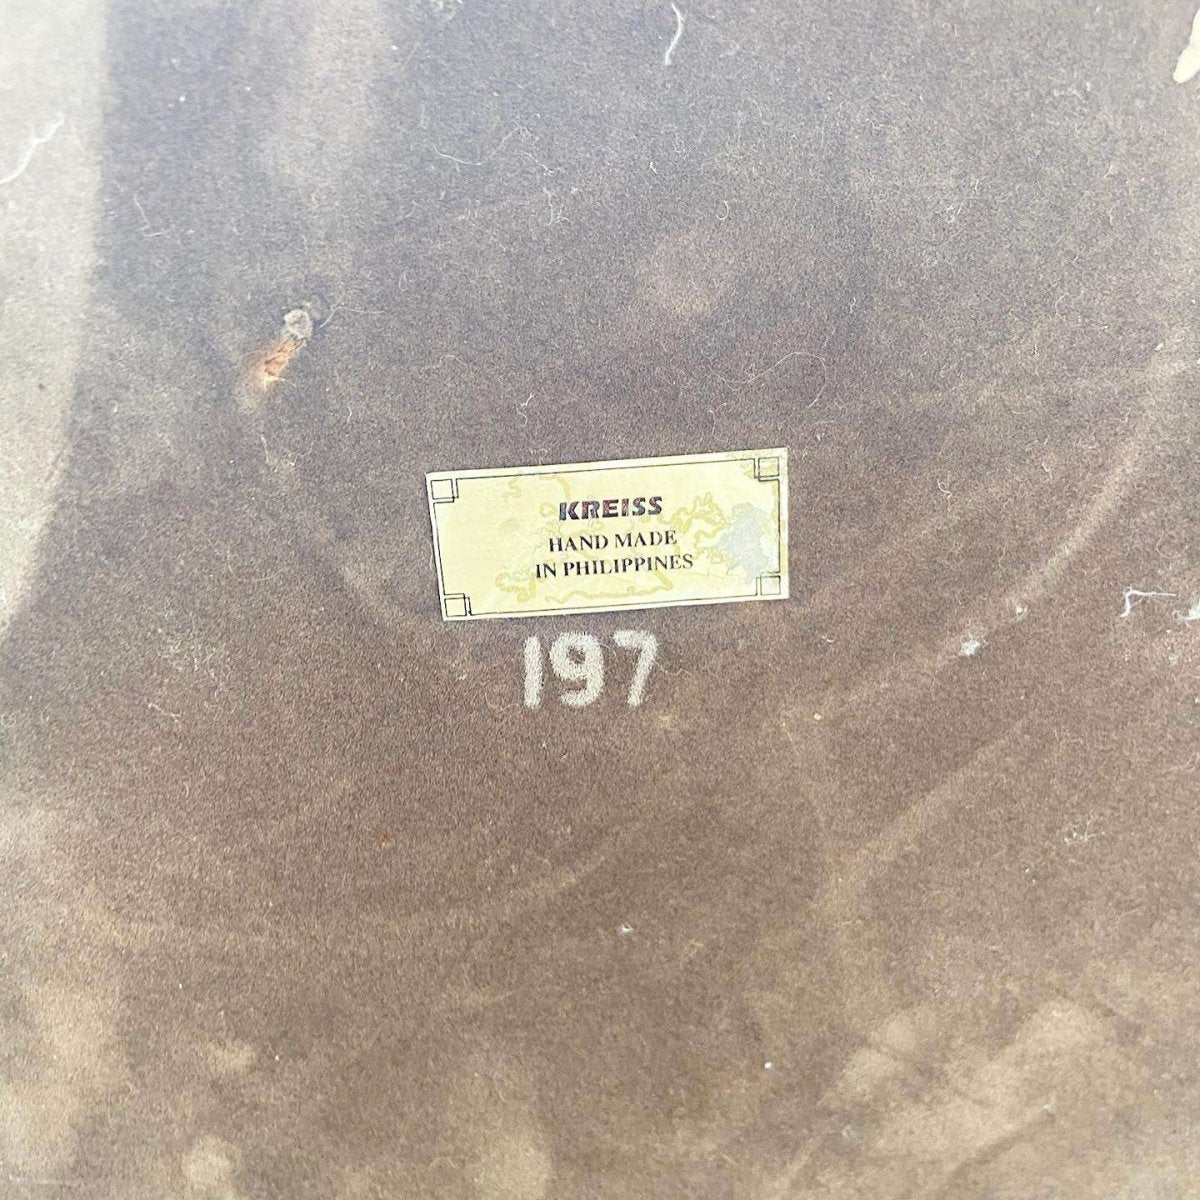 KREISS
HAND MADE
IN PHILIPPINES
197